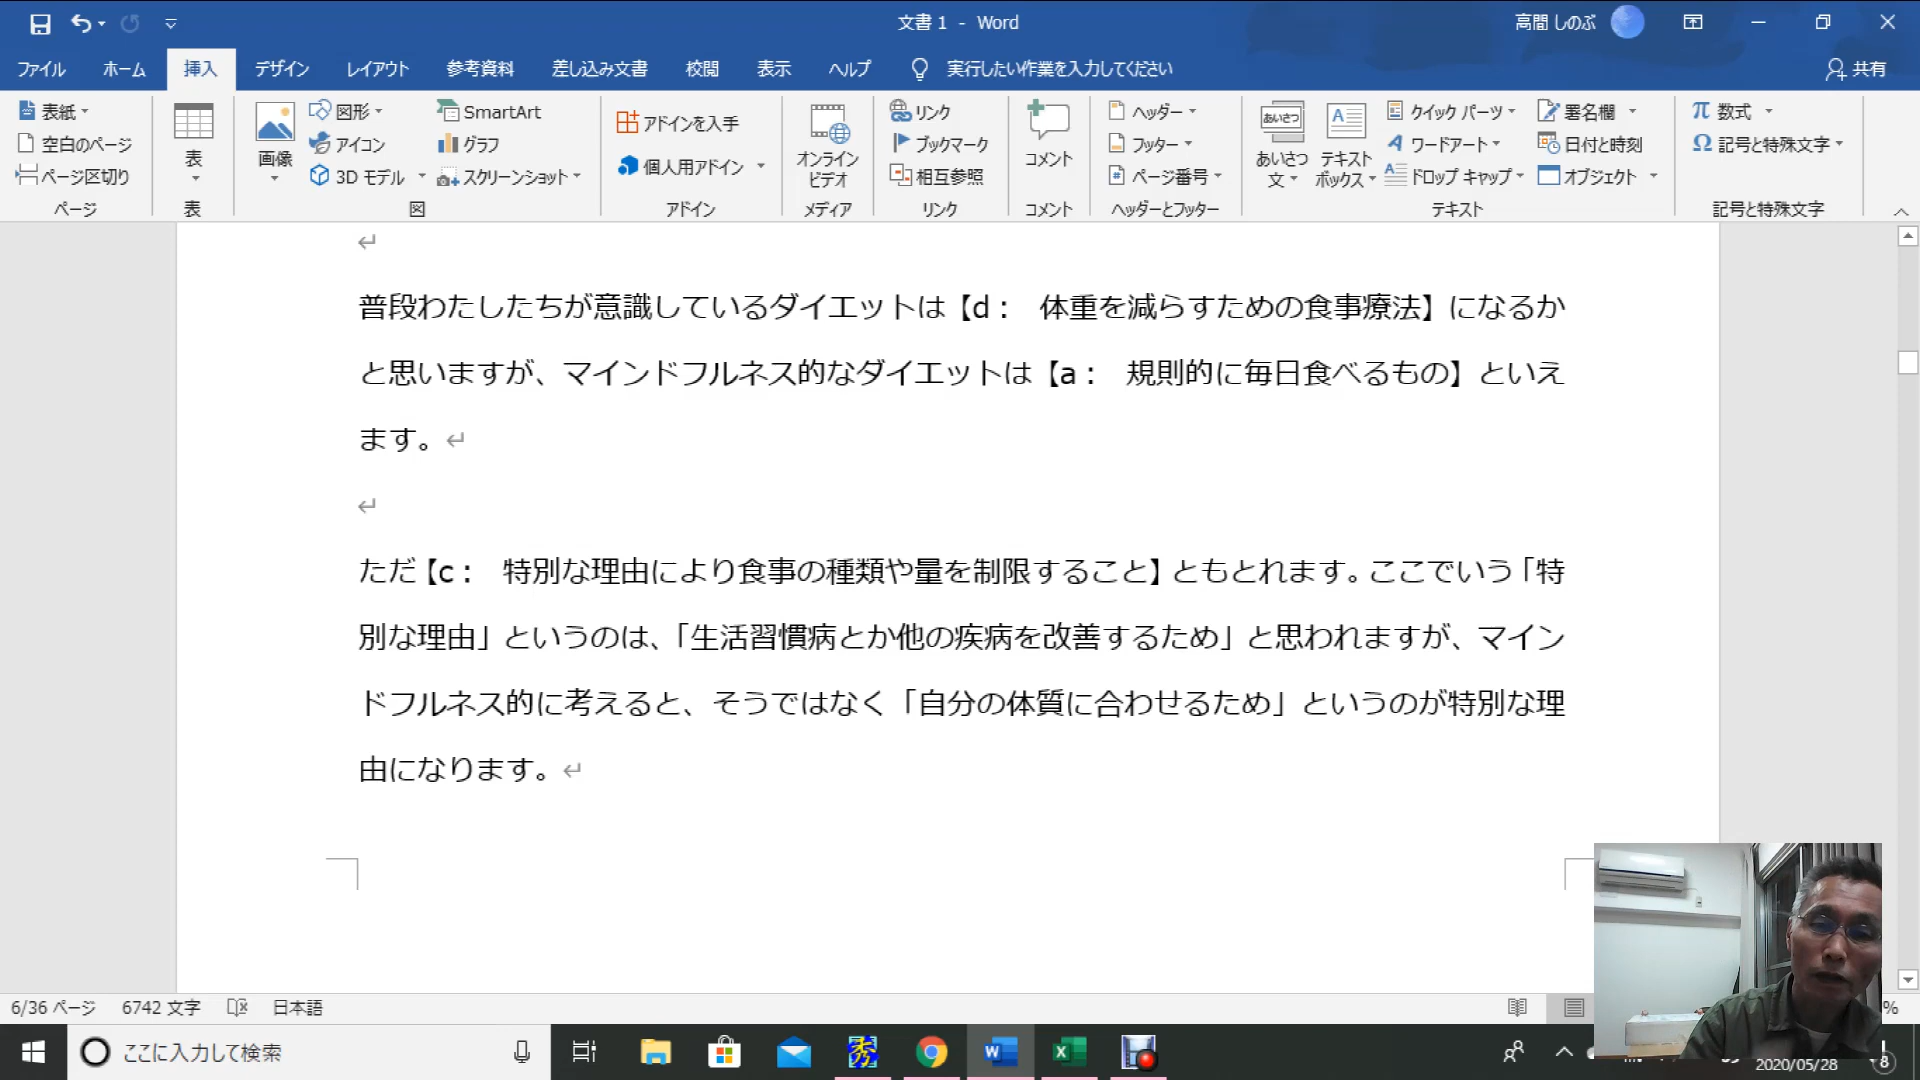 文書 1 - Word
高間 しのぶ
ファイル ホーム 挿入 デザイン レイアウト 参考資料 差し込み文書 校閲 表示 ヘルプ 実行したい作業を入力してください 共有
表紙 空白のページ ページ区切り ページ
表 表
画像 図形 アイコン 3D モデル SmartArt グラフ スクリーンショット 図
アドインを入手 個人用アドイン アドイン
オンライン ビデオ メディア
リンク ブックマーク 相互参照 リンク
コメント コメント
ヘッダー フッター ページ番号 ヘッダーとフッター
あいさつ あいさつ文 テキスト ボックス クイック パーツ ワードアート ドロップ キャップ 署名欄 日付と時刻 オブジェクト テキスト
数式 記号と特殊文字 記号と特殊文字
普段わたしたちが意識しているダイエットは【d： 体重を減らすための食事療法】になるか
と思いますが、マインドフルネス的なダイエットは【a： 規則的に毎日食べるもの】といえ
ます。
ただ【c： 特別な理由により食事の種類や量を制限すること】ともとれます。ここでいう「特
別な理由」というのは、「生活習慣病とか他の疾病を改善するため」と思われますが、マイン
ドフルネス的に考えると、そうではなく「自分の体質に合わせるため」というのが特別な理
由になります。
6/36 ページ 6742 文字 日本語 %
ここに入力して検索
2020/05/28
8